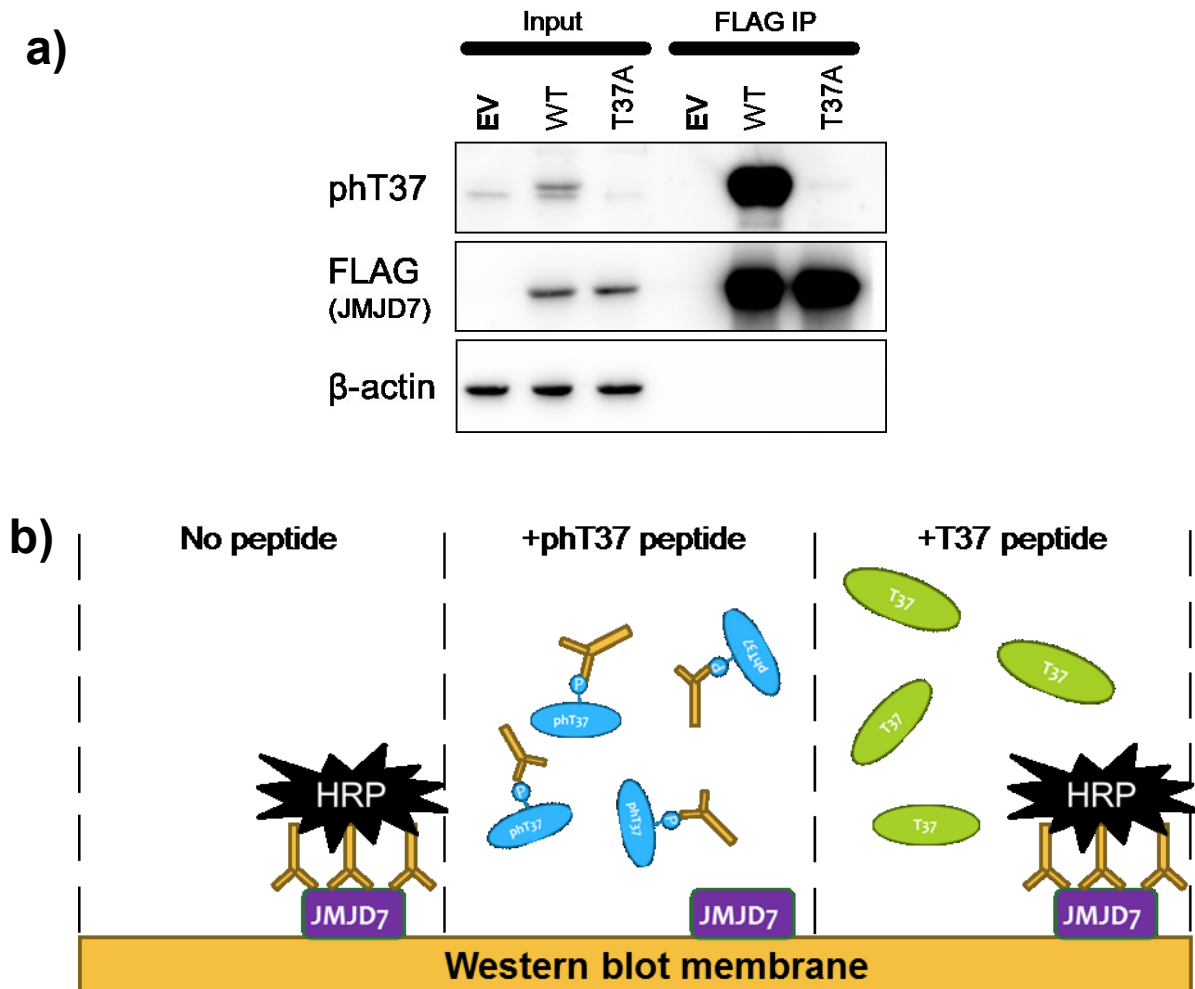 a)
Input FLAG IP
EV WT T37A EV WT T37A
phT37
FLAG
(JMJD7)
β-actin
b)
No peptide +phT37 peptide +T37 peptide
T37
P phT37
P
phT37
T37
T37
P
phT37
P phT37
T37
HRP HRP
JMJD7 JMJD7 JMJD7
Western blot membrane